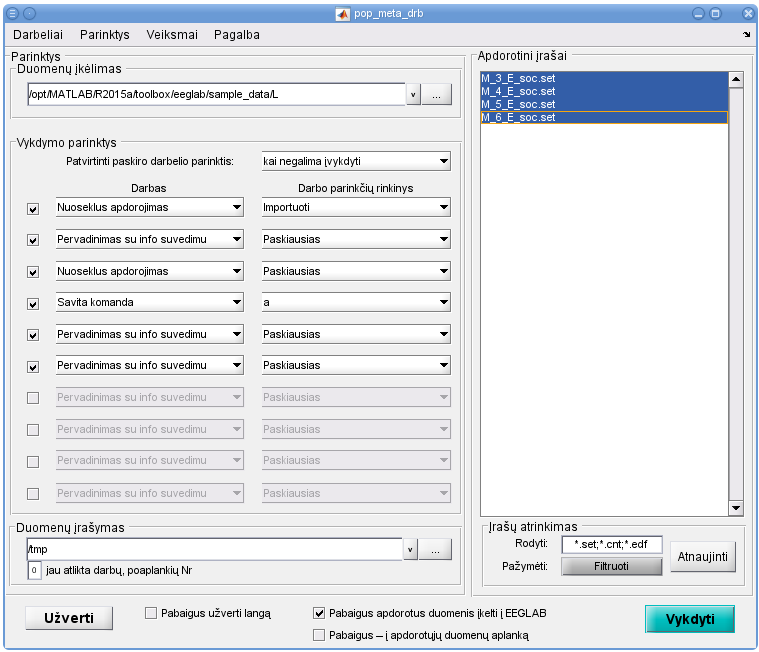 pop_meta_drb
Darbeliai Parinktys Veiksmai Pagalba
Parinktys
Duomenų įkėlimas
/opt/MATLAB/R2015a/toolbox/eeglab/sample_data/L
v
...
Vykdymo parinktys
Patvirtinti paskiro darbelio parinktis:
kai negalima įvykdyti
Darbas
Darbo parinkčių rinkinys
Nuoseklus apdorojimas
Importuoti
Pervadinimas su info suvedimu
Paskiausias
Nuoseklus apdorojimas
Paskiausias
Savita komanda
a
Pervadinimas su info suvedimu
Paskiausias
Pervadinimas su info suvedimu
Paskiausias
Pervadinimas su info suvedimu
Paskiausias
Pervadinimas su info suvedimu
Paskiausias
Pervadinimas su info suvedimu
Paskiausias
Pervadinimas su info suvedimu
Paskiausias
Duomenų įrašymas
/tmp
v
...
0
jau atlikta darbų, poaplankių Nr
Apdorotini įrašai
M_3_E_soc.set
M_4_E_soc.set
M_5_E_soc.set
M_6_E_soc.set
Įrašų atrinkimas
Rodyti:
*.set;*.cnt;*.edf
Pažymėti:
Filtruoti
Atnaujinti
Užverti
Pabaigus užverti langą
Pabaigus apdorotus duomenis įkelti į EEGLAB
Pabaigus – į apdorotųjų duomenų aplanką
Vykdyti